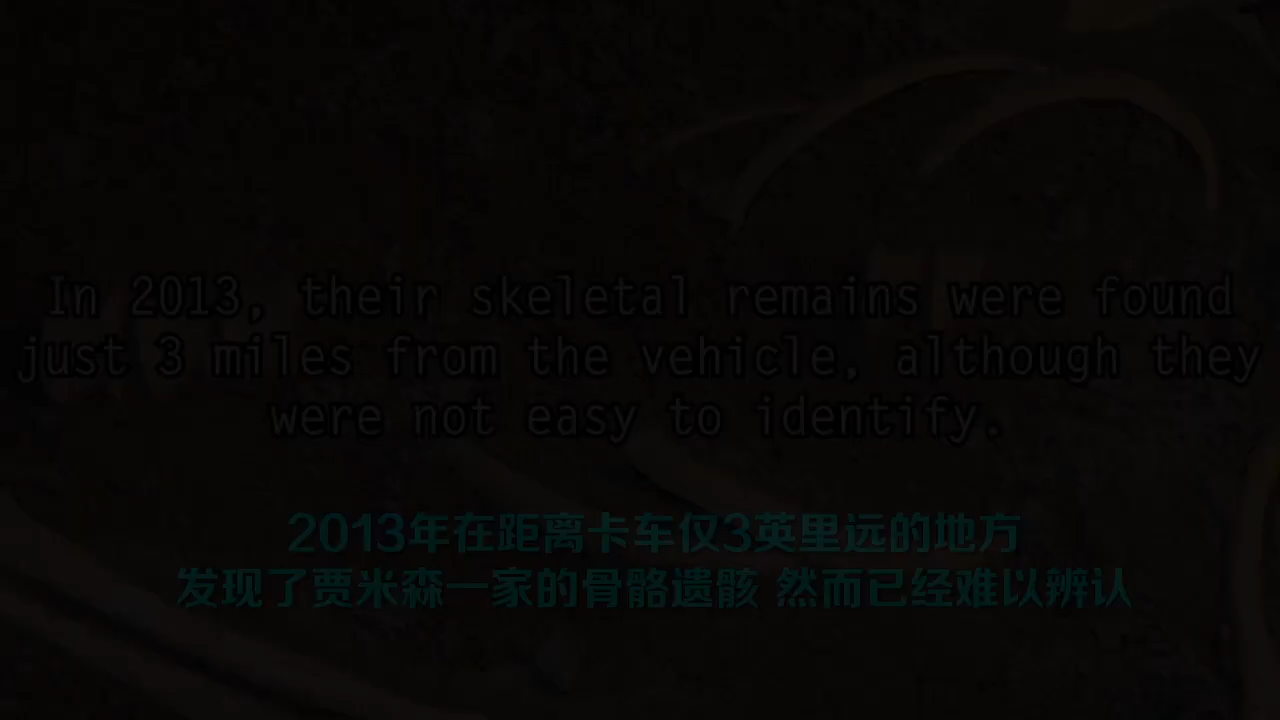 In 2013, their skeletal remains were found
just 3 miles from the vehicle, although they
were not easy to identify.
2013年在距离卡车仅3英里远的地方
发现了贾米森一家的骨骼遗骸 然而已经难以辨认